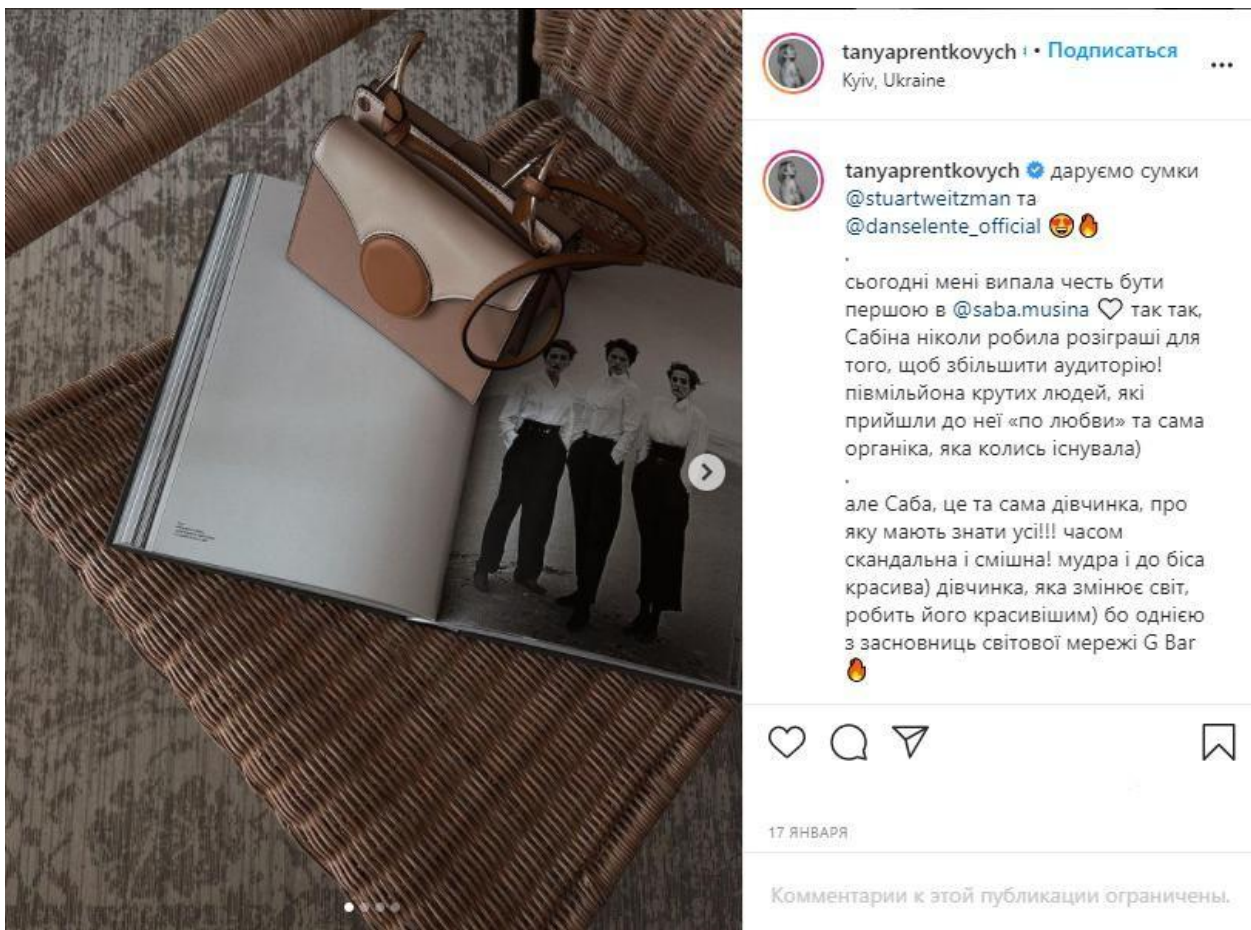 tanyaprentkovych • Подписаться
Kyiv, Ukraine
tanyaprentkovych даруємо сумки
@stuartweitzman та
@danselente_official 😍🔥
.
сьогодні мені випала честь бути
першою в @saba.musina ♡ так так,
Сабіна ніколи робила розіграші для
того, щоб збільшити аудиторію!
півмільйона крутих людей, які
прийшли до неї «по любви» та сама
органіка, яка колись існувала)
.
але Саба, це та сама дівчинка, про
яку мають знати усі!!! часом
скандальна і смішна! мудра і до біса
красива) дівчинка, яка змінює світ,
робить його красивішим) бо однією
з засновниць світової мережі G Bar
🔥
17 ЯНВАРЯ
Комментарии к этой публикации ограничены.